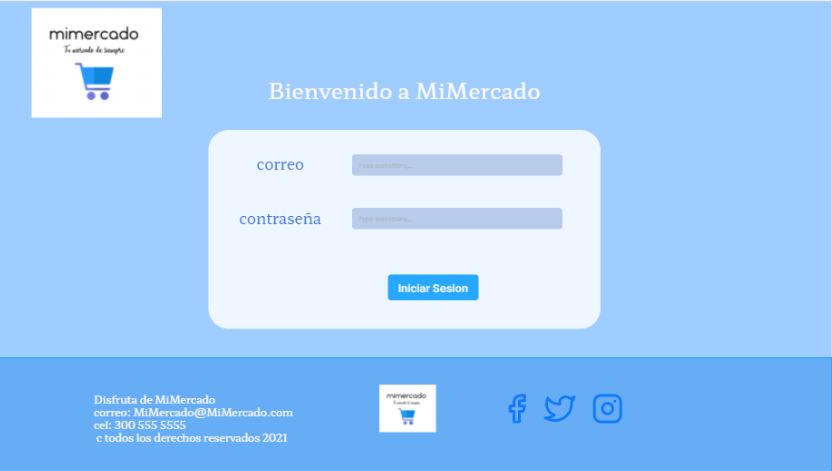 mimercado
Tu mercado de siempre
Bienvenido a MiMercado
correo
Type something...
contraseña
Type something...
Iniciar Sesion
Disfruta de MiMercado
correo: MiMercado@MiMercado.com
cel: 300 555 5555
c todos los derechos reservados 2021
mimercado
Tu mercado de siempre